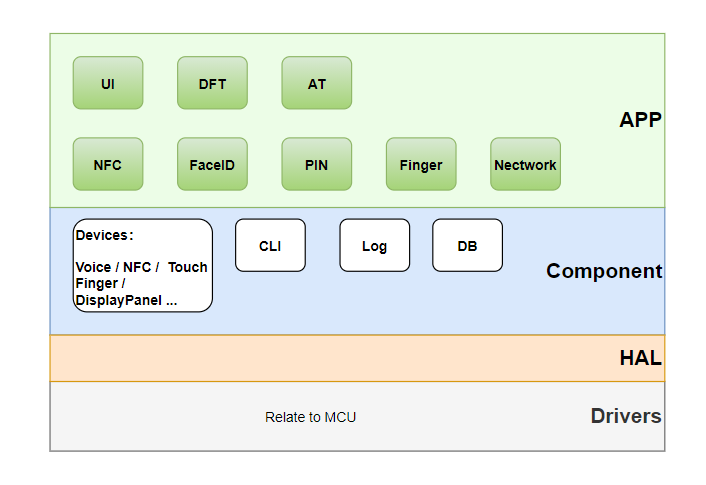 UI
DFT
AT
APP
NFC
FaceID
PIN
Finger
Nectwork
Devices:
Voice / NFC /  Touch
Finger /
DisplayPanel ...
CLI
Log
DB
Component
HAL
Relate to MCU
Drivers